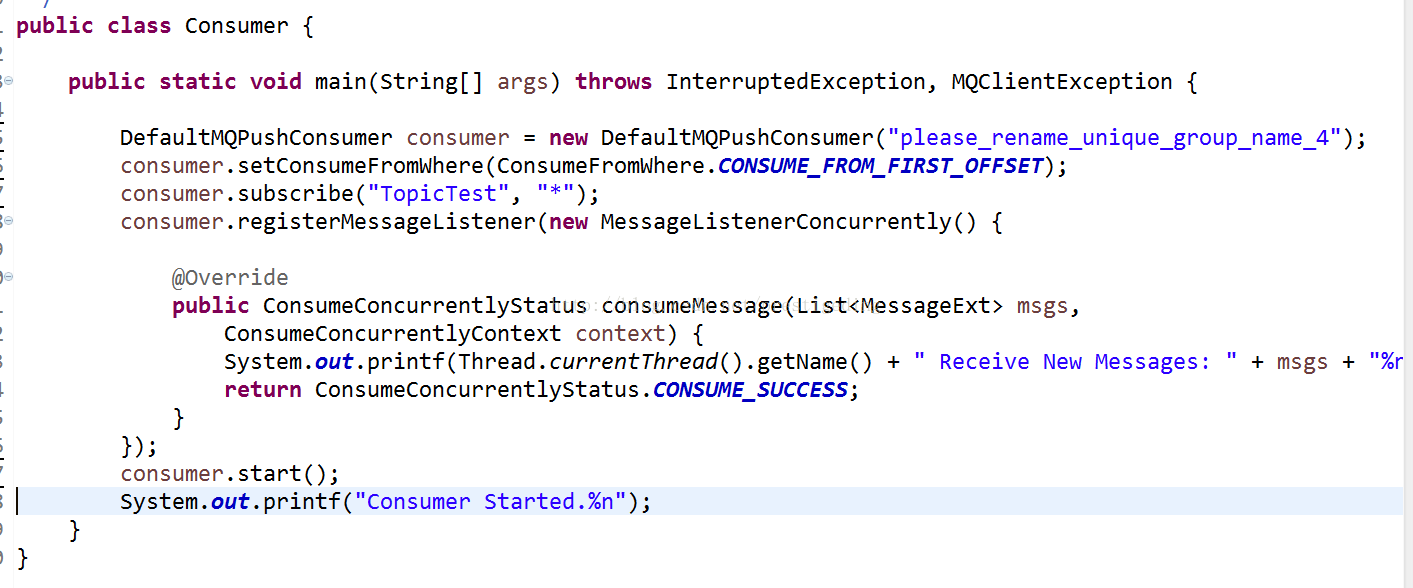 public class Consumer {
public static void main(String[] args) throws InterruptedException, MQClientException {
DefaultMQPushConsumer consumer = new DefaultMQPushConsumer("please_rename_unique_group_name_4");
consumer.setConsumeFromWhere(ConsumeFromWhere.CONSUME_FROM_FIRST_OFFSET);
consumer.subscribe("TopicTest", "*");
consumer.registerMessageListener(new MessageListenerConcurrently() {
@Override
public ConsumeConcurrentlyStatus consumeMessage(List<MessageExt> msgs,
ConsumeConcurrentlyContext context) {
System.out.printf(Thread.currentThread().getName() + " Receive New Messages: " + msgs + "%n
return ConsumeConcurrentlyStatus.CONSUME_SUCCESS;
}
});
consumer.start();
System.out.printf("Consumer Started.%n");
}
}